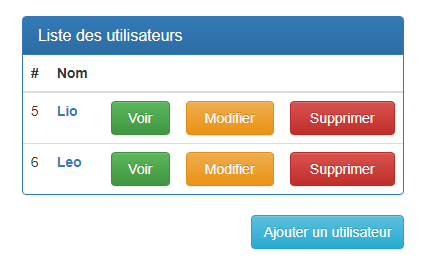 Liste des utilisateurs
# Nom
5 Lio Voir Modifier Supprimer
6 Leo Voir Modifier Supprimer
Ajouter un utilisateur